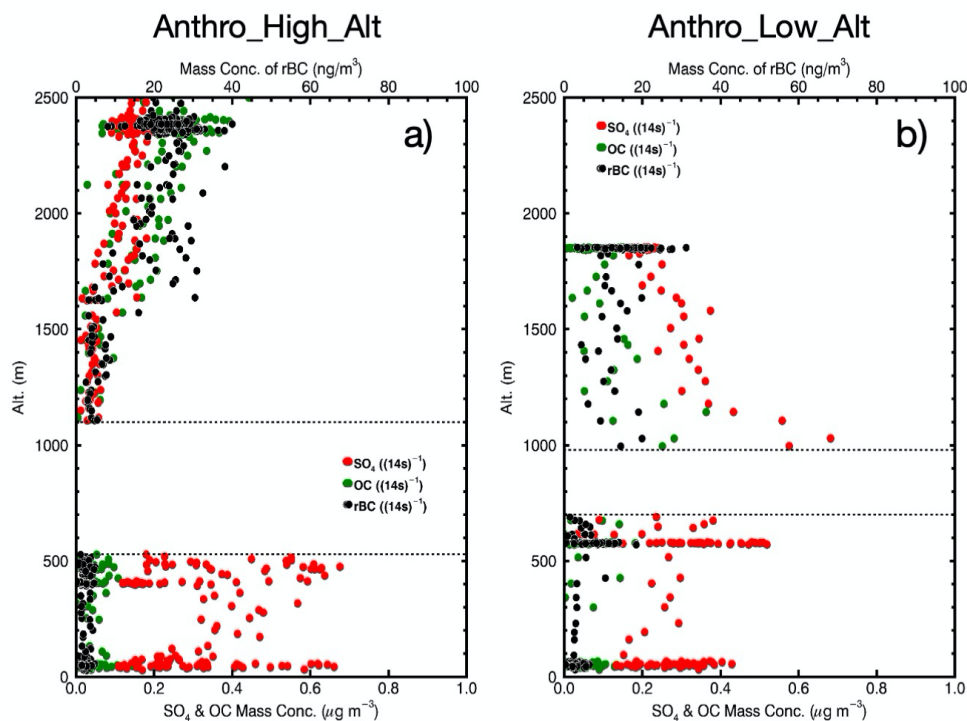 Anthro_High_Alt
Anthro_Low_Alt
Mass Conc. of rBC (ng/m³)
0 20 40 60 80 100
a)
2500
2000
1500
1000
500
0
Alt. (m)
SO₄ ((14s)⁻¹)
OC ((14s)⁻¹)
rBC ((14s)⁻¹)
0.0 0.2 0.4 0.6 0.8 1.0
SO₄ & OC Mass Conc. (μg m⁻³)
Mass Conc. of rBC (ng/m³)
0 20 40 60 80 100
b)
SO₄ ((14s)⁻¹)
OC ((14s)⁻¹)
rBC ((14s)⁻¹)
2500
2000
1500
1000
500
0
Alt. (m)
0.0 0.2 0.4 0.6 0.8 1.0
SO₄ & OC Mass Conc. (μg m⁻³)